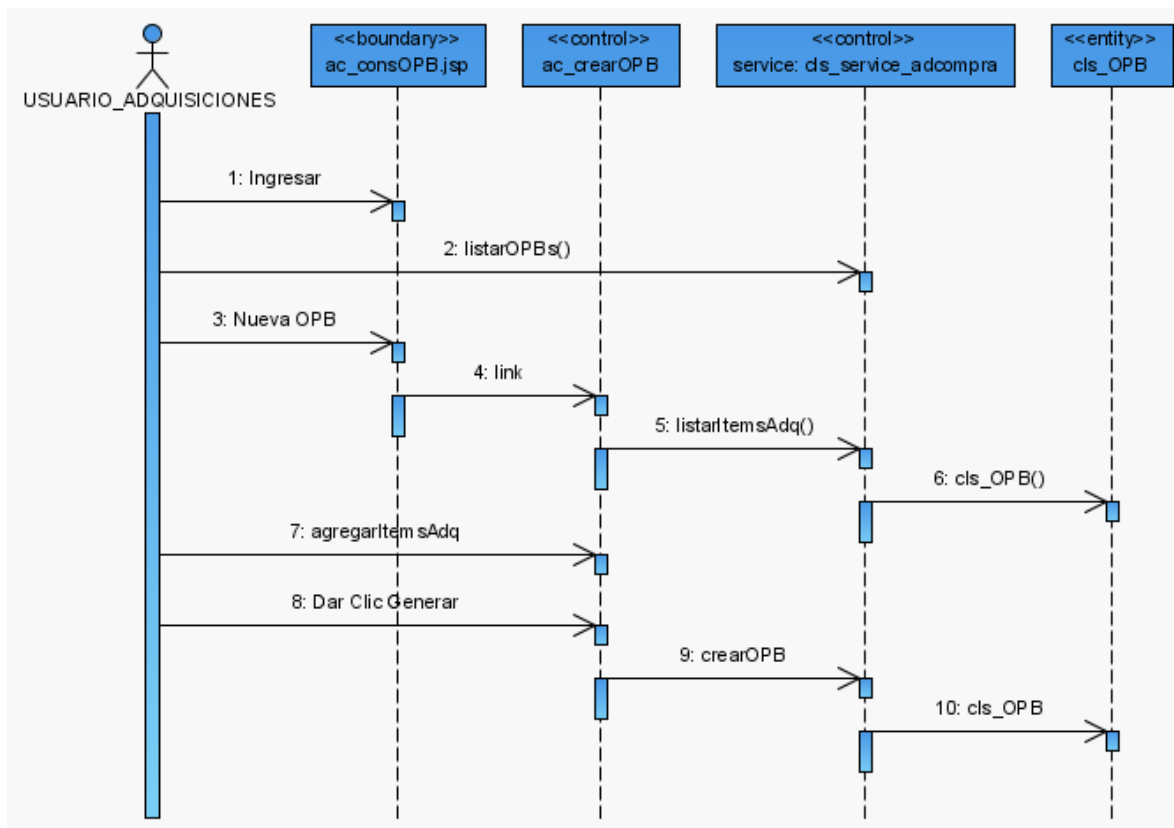 <<boundary>>
ac_consOPB.jsp
<<control>>
ac_crearOPB
<<control>>
service: cls_service_adcompra
<<entity>>
cls_OPB
USUARIO_ADQUISICIONES
1: Ingresar
2: listarOPBs()
3: Nueva OPB
4: link
5: listarItemsAdq()
6: cls_OPB()
7: agregarItemsAdq
8: Dar Clic Generar
9: crearOPB
10: cls_OPB